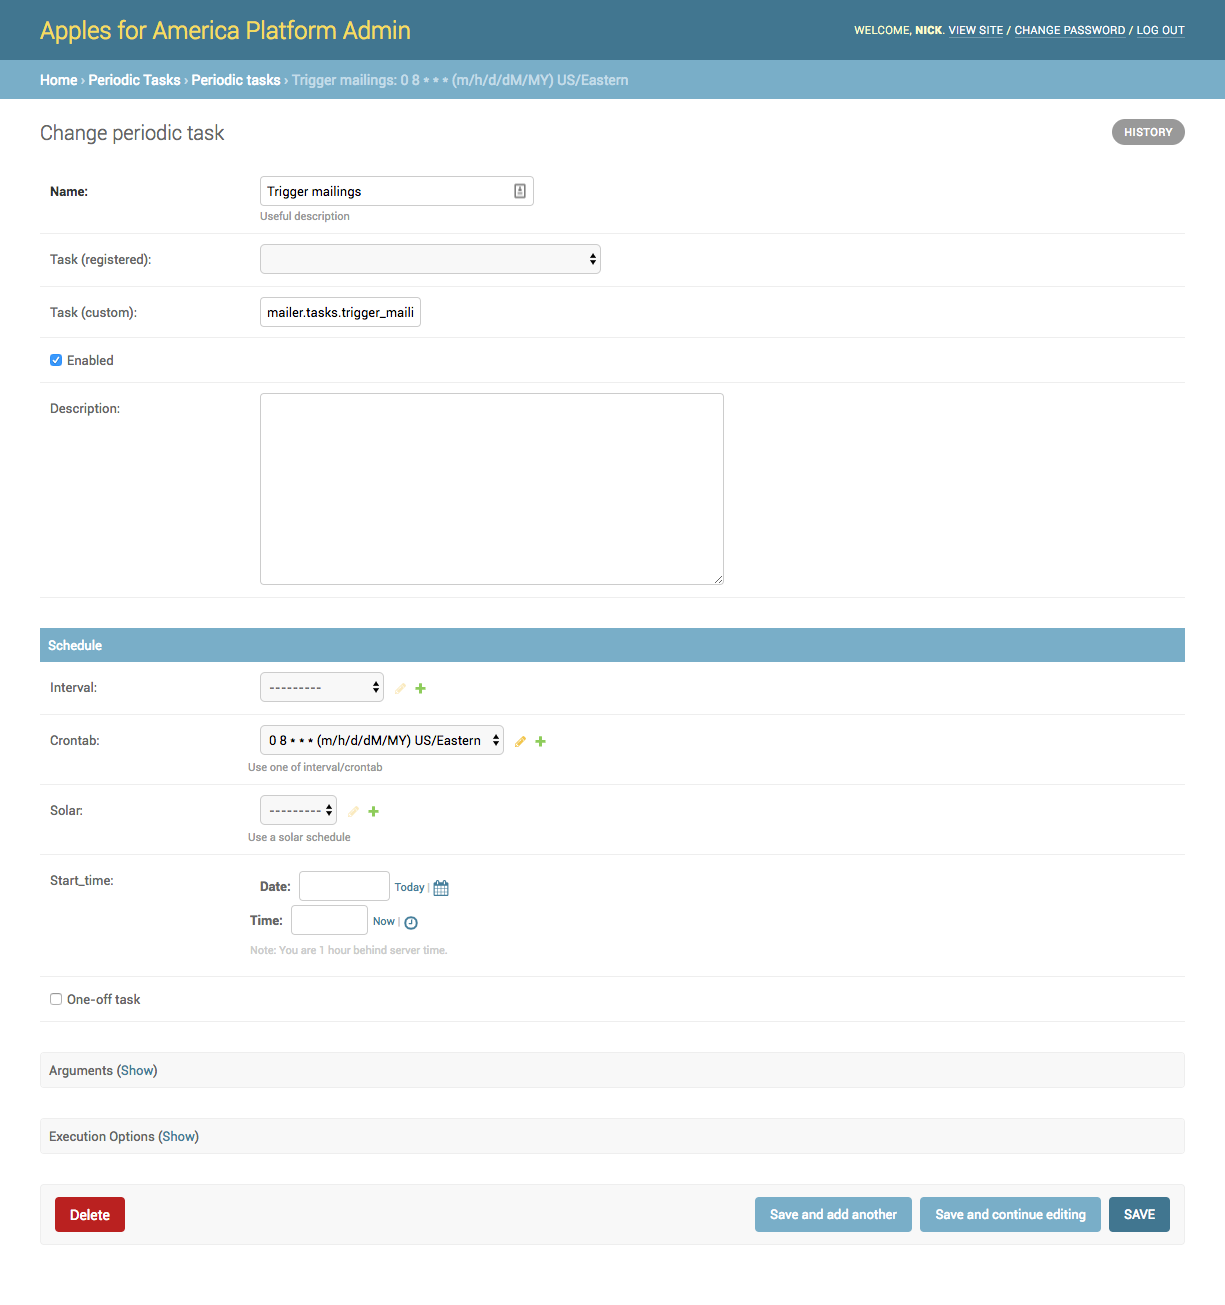 Apples for America Platform Admin
WELCOME, NICK. VIEW SITE / CHANGE PASSWORD / LOG OUT
Home › Periodic Tasks › Periodic tasks › Trigger mailings: 0 8 * * * (m/h/d/dM/MY) US/Eastern
Change periodic task
HISTORY
Name:
Trigger mailings
Useful description
Task (registered):
Task (custom):
mailer.tasks.trigger_maili
Enabled
Description:
Schedule
Interval:
---------
Crontab:
0 8 * * * (m/h/d/dM/MY) US/Eastern
Use one of interval/crontab
Solar:
---------
Use a solar schedule
Start_time:
Date:
Today |
Time:
Now |
Note: You are 1 hour behind server time.
One-off task
Arguments (Show)
Execution Options (Show)
Delete
Save and add another
Save and continue editing
SAVE